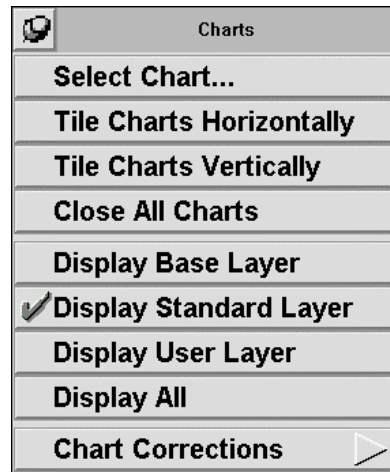 Charts
Select Chart...
Tile Charts Horizontally
Tile Charts Vertically
Close All Charts
Display Base Layer
Display Standard Layer
Display User Layer
Display All
Chart Corrections